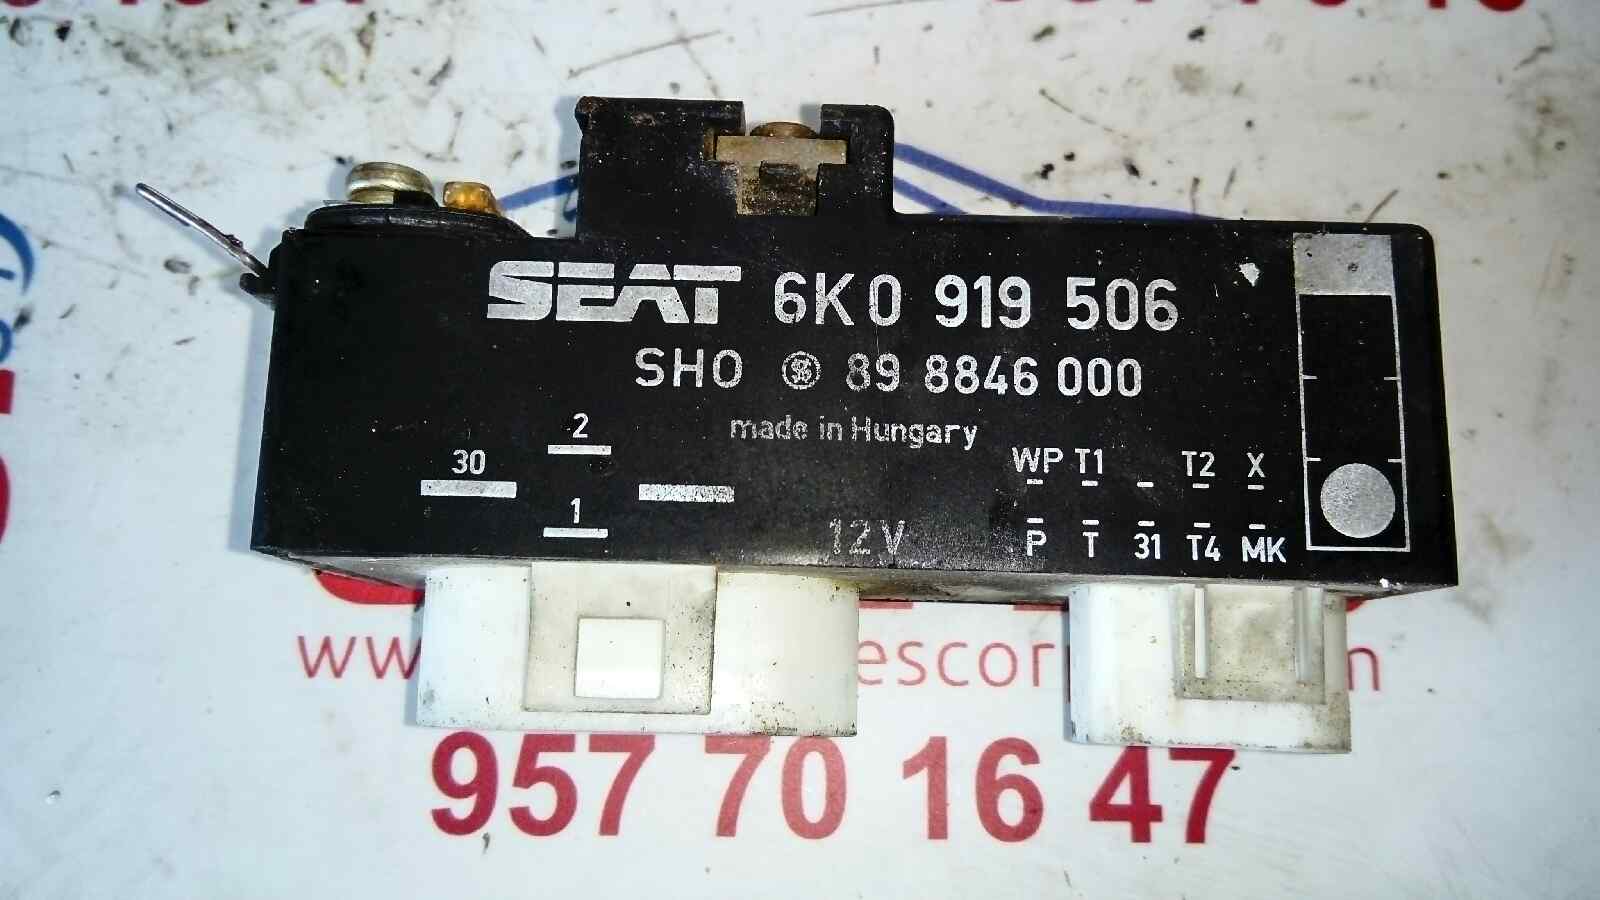 SEAT 6K0 919 506
SHO 89 8846 000
made in Hungary
2
30
1
12V
WP T1 T2 X
P T 31 T4 MK
957 70 16 47